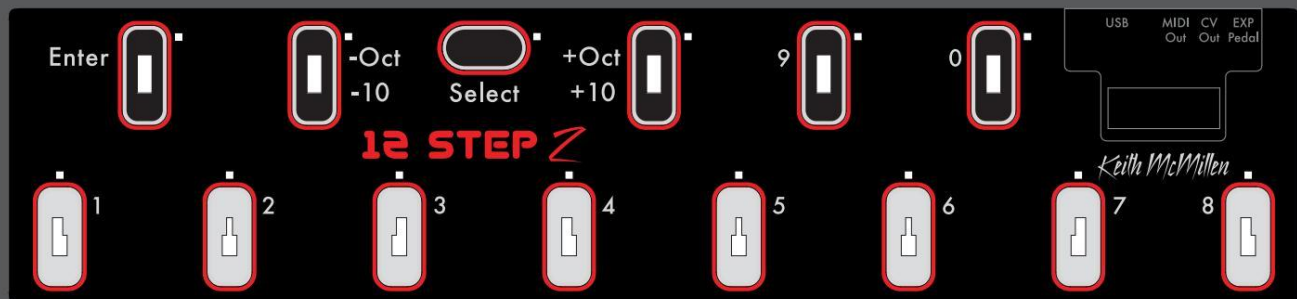 USB MIDI Out CV Out EXP Pedal
Enter
-Oct
-10
Select
+Oct
+10
9
0
12 STEP 2
Keith McMillen
1 2 3 4 5 6 7 8